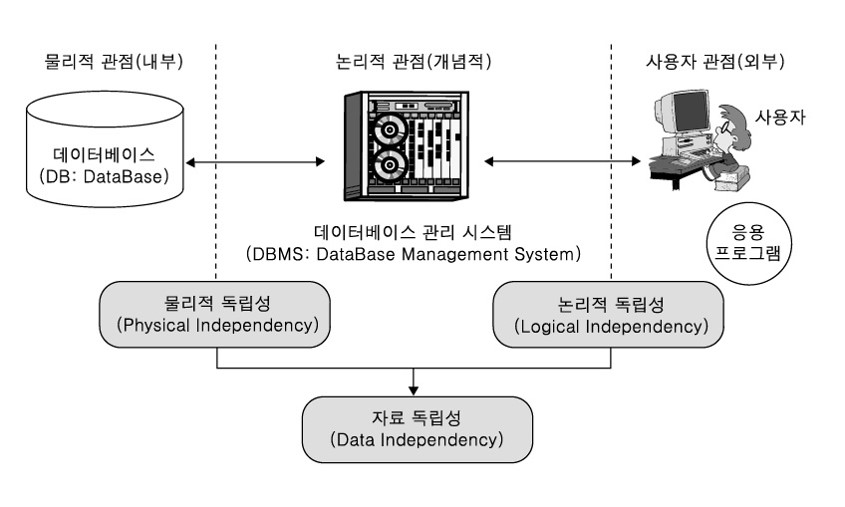 물리적 관점(내부)
논리적 관점(개념적)
사용자 관점(외부)
데이터베이스
(DB: DataBase)
사용자
데이터베이스 관리 시스템
(DBMS: DataBase Management System)
응용
프로그램
물리적 독립성
(Physical Independency)
논리적 독립성
(Logical Independency)
자료 독립성
(Data Independency)